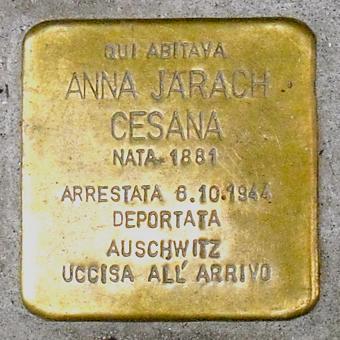 QUI ABITAVA
ANNA JARACH
CESANA
NATA 1881
ARRESTATA 6.10.1944
DEPORTATA
AUSCHWITZ
UCCISA ALL'ARRIVO